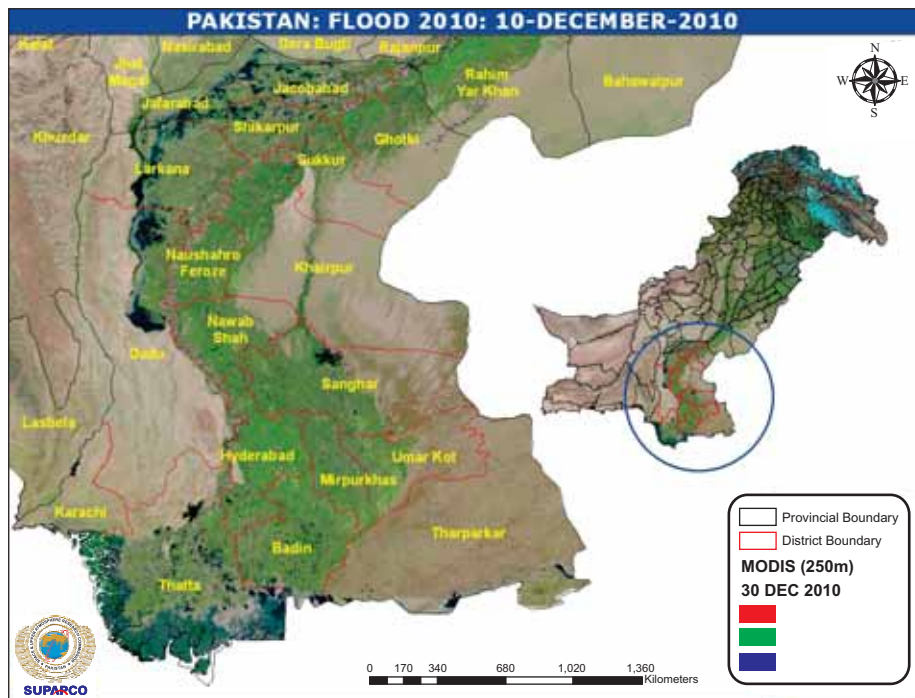 PAKISTAN: FLOOD 2010: 10-DECEMBER-2010
Kalat
Nasirabad
Dera Bugti
Rajanpur
Jhal
Magsi
Rahim
Yar Khan
Bahawalpur
Jafarabad
Jacobabad
Khuzdar
Shikarpur
Ghotki
Larkana
Sukkur
Naushahro
Feroze
Khairpur
Nawab
Shah
Dadu
Sanghar
Lasbela
Hyderabad
Umar Kot
Mirpurkhas
Karachi
Tharparkar
Badin
Thatta
N
W
E
S
Provincial Boundary
District Boundary
MODIS (250m)
30 DEC 2010
0 170 340 680 1,020 1,360
Kilometers
SUPARCO